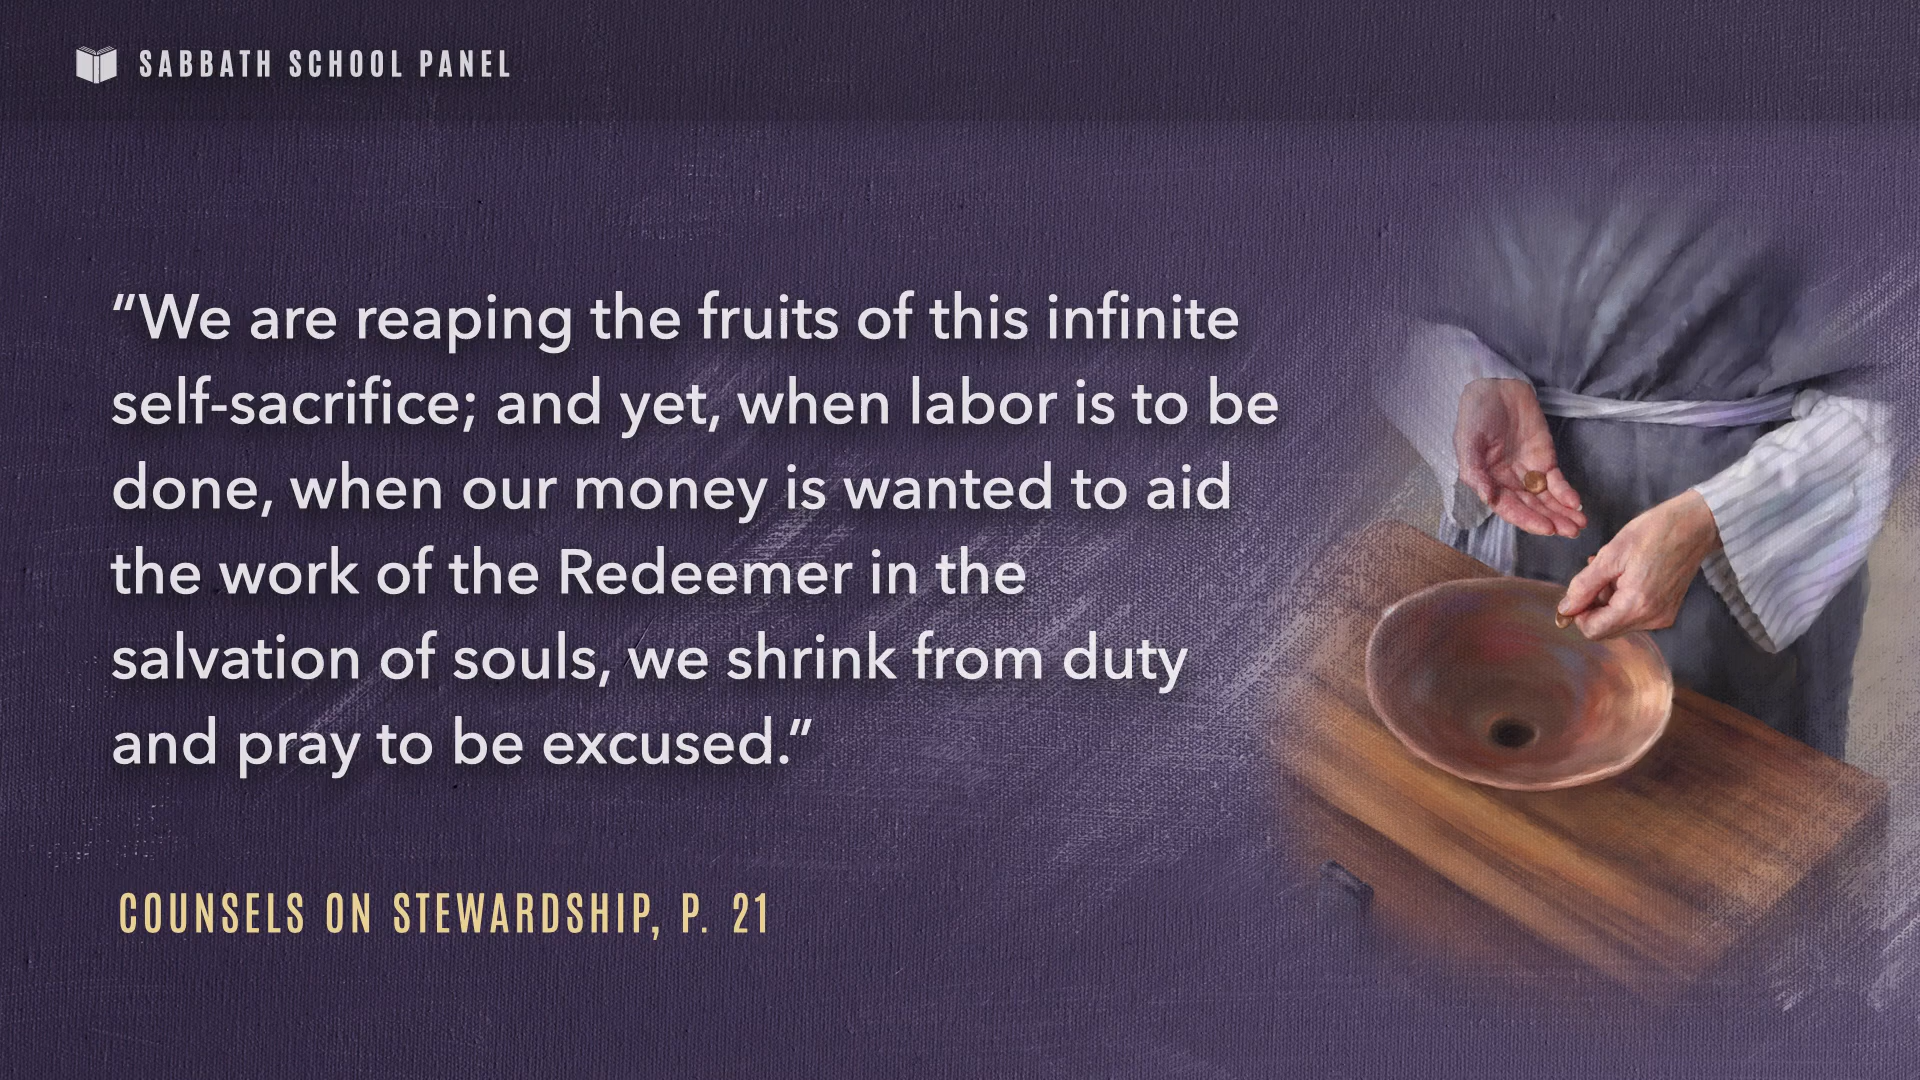 SABBATH SCHOOL PANEL
“We are reaping the fruits of this infinite
self-sacrifice; and yet, when labor is to be
done, when our money is wanted to aid
the work of the Redeemer in the
salvation of souls, we shrink from duty
and pray to be excused.”
COUNSELS ON STEWARDSHIP, P. 21